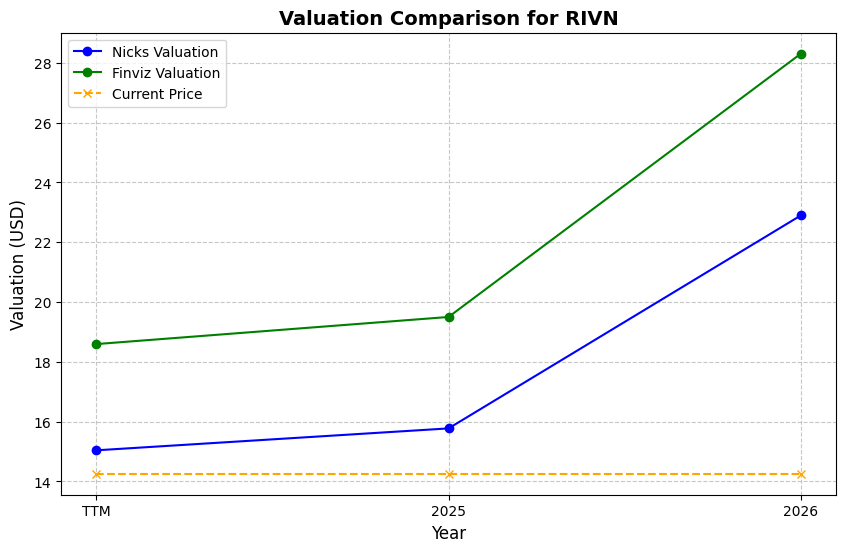 Valuation Comparison for RIVN
Nicks Valuation
Finviz Valuation
Current Price
Valuation (USD)
28
26
24
22
20
18
16
14
TTM
2025
2026
Year